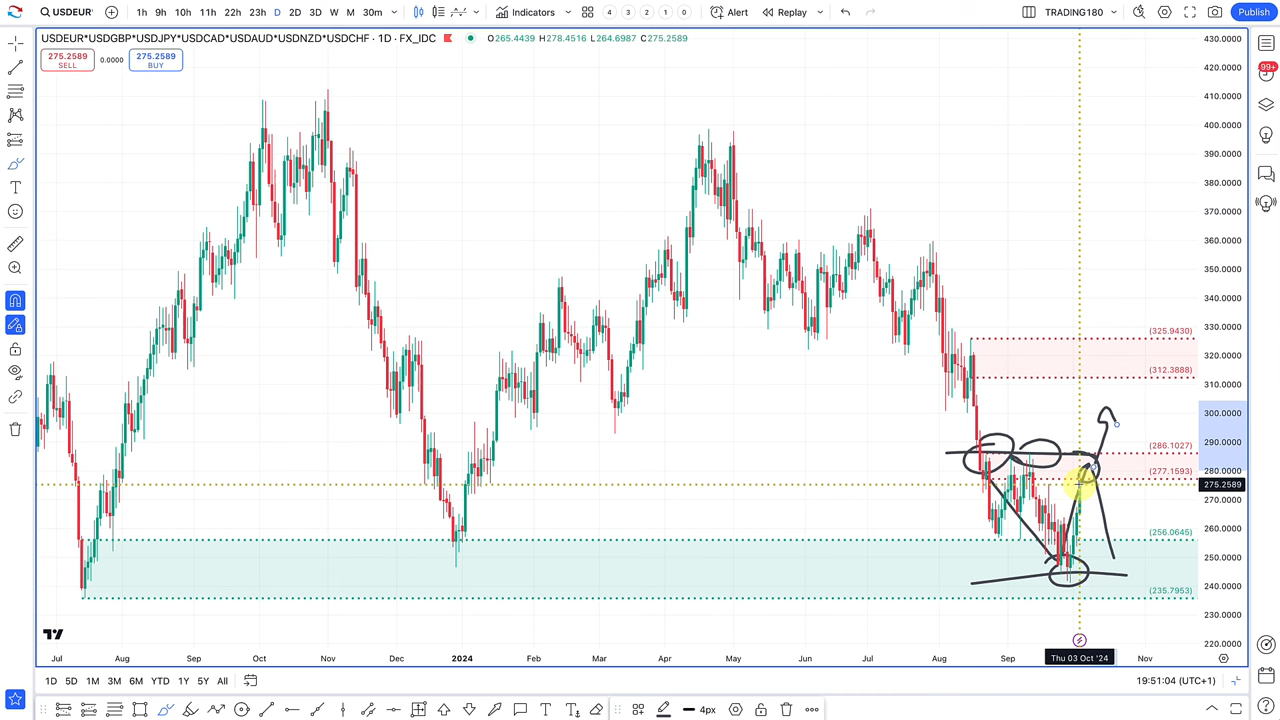 USDEUR
1h 9h 10h 11h 22h 23h D 2D 3D W M 30m
Indicators
4 3 2 1 0
Alert
Replay
TRADING180
Publish
USDEUR*USDGBP*USDJPY*USDCAD*USDAUD*USDNZD*USDCHF · 1D · FX_IDC
O265.4439 H278.4516 L264.6987 C275.2589
275.2589
SELL
0.0000
275.2589
BUY
99+
430.0000
420.0000
410.0000
400.0000
390.0000
380.0000
370.0000
360.0000
350.0000
340.0000
330.0000
320.0000
310.0000
300.0000
290.0000
280.0000
275.2589
270.0000
260.0000
250.0000
240.0000
230.0000
220.0000
(325.9430)
(312.3888)
(286.1027)
(277.1593)
(256.0645)
(235.7953)
Jul Aug Sep Oct Nov Dec 2024 Feb Mar Apr May Jun Jul Aug Sep Thu 03 Oct '24 Nov
1D 5D 1M 3M 6M YTD 1Y 5Y All
19:51:04 (UTC+1)
4px